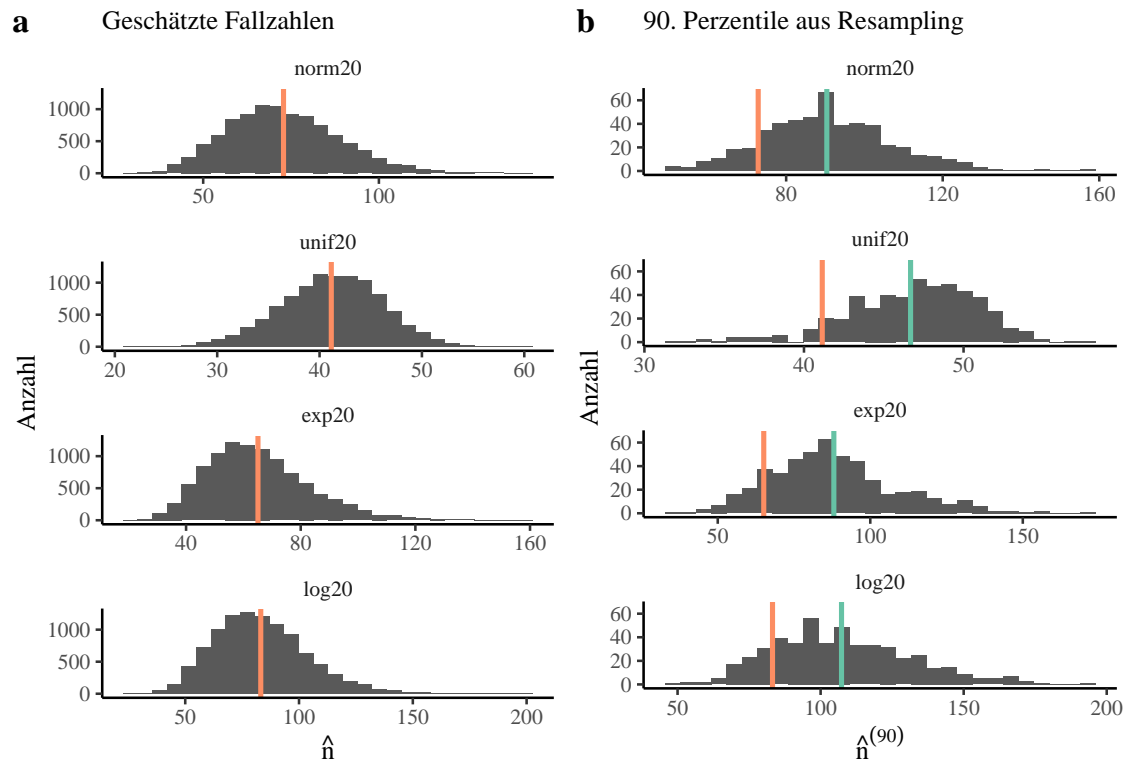 a Geschätzte Fallzahlen
norm20
1000
500
0
50 100
unif20
1000
500
0
20 30 40 50 60
exp20
1000
500
0
40 80 120 160
log20
1000
500
0
50 100 150 200
Anzahl
n̂
b 90. Perzentile aus Resampling
norm20
60
40
20
0
80 120 160
unif20
60
40
20
0
30 40 50
exp20
60
40
20
0
50 100 150
log20
60
40
20
0
50 100 150 200
Anzahl
n̂(90)